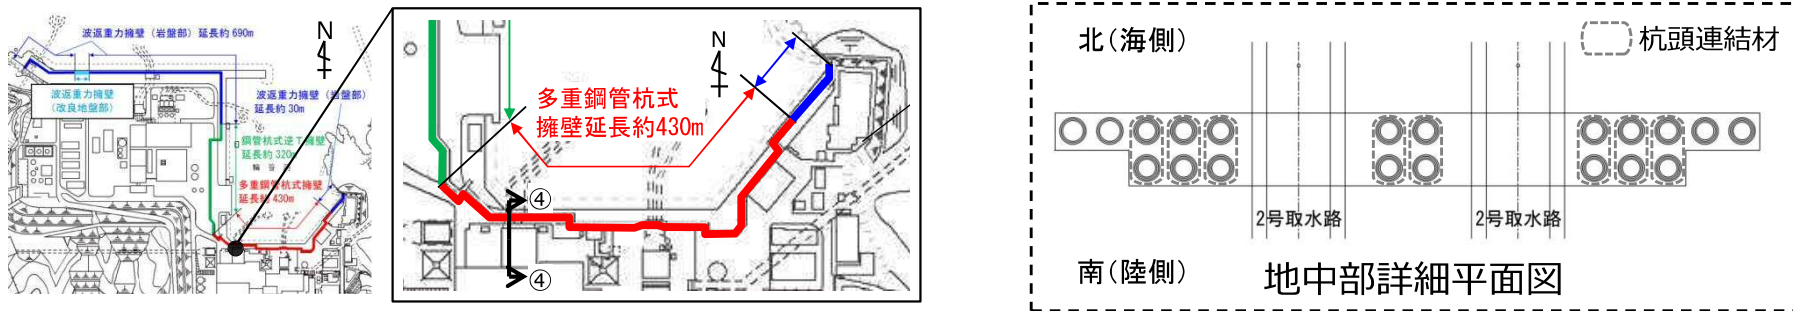 波返重力擁壁（岩盤部）延長約690m
N
波返重力擁壁
（改良地盤部）
波返重力擁壁（岩盤部）
延長約30m
鋼管杭式逆T擁壁
延長約320m
輪谷湾
多重鋼管杭式擁壁
延長約430m
N
多重鋼管杭式
擁壁延長約430m
④
④
北（海側）
杭頭連結材
2号取水路
2号取水路
南（陸側）
地中部詳細平面図